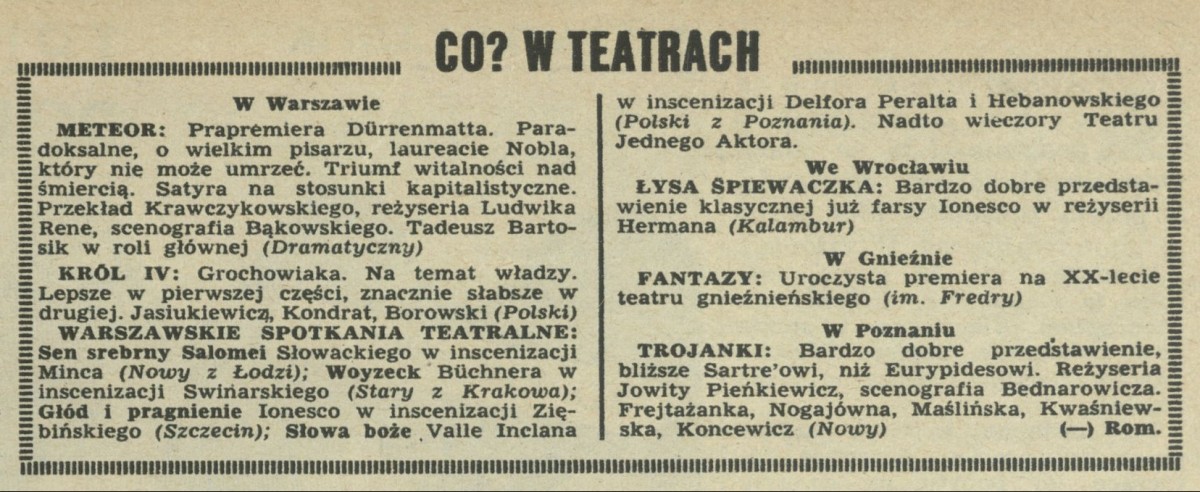 CO? W TEATRACH
W Warszawie
METEOR: Prapremiera Dürrenmatta. Para-
doksalne, o wielkim pisarzu, laureacie Nobla,
który nie może umrzeć. Triumf witalności nad
śmiercią. Satyra na stosunki kapitalistyczne.
Przekład Krawczykowskiego, reżyseria Ludwika
Rene, scenografia Bąkowskiego. Tadeusz Barto-
sik w roli głównej (Dramatyczny)
KRÓL IV: Grochowiaka. Na temat władzy.
Lepsze w pierwszej części, znacznie słabsze w
drugiej. Jasiukiewicz, Kondrat, Borowski (Polski)
WARSZAWSKIE SPOTKANIA TEATRALNE:
Sen srebrny Salomei Słowackiego w inscenizacji
Minca (Nowy z Łodzi); Woyzeck Büchnera w
inscenizacji Swinarskiego (Stary z Krakowa);
Głód i pragnienie Ionesco w inscenizacji Zię-
bińskiego (Szczecin); Słowa boże Valle Inclana
w inscenizacji Delfora Peralta i Hebanowskiego
(Polski z Poznania). Nadto wieczory Teatru
Jednego Aktora.
We Wrocławiu
ŁYSA ŚPIEWACZKA: Bardzo dobre przedsta-
wienie klasycznej już farsy Ionesco w reżyserii
Hermana (Kalambur)
W Gnieźnie
FANTAZY: Uroczysta premiera na XX-lecie
teatru gnieźnieńskiego (im. Fredry)
W Poznaniu
TROJANKI: Bardzo dobre przedstawienie,
bliższe Sartre'owi, niż Eurypidesowi. Reżyseria
Jowity Pieńkiewicz, scenografia Bednarowicza.
Frejtażanka, Nogajówna, Maślińska, Kwaśniew-
ska, Koncewicz (Nowy) (—) Rom.